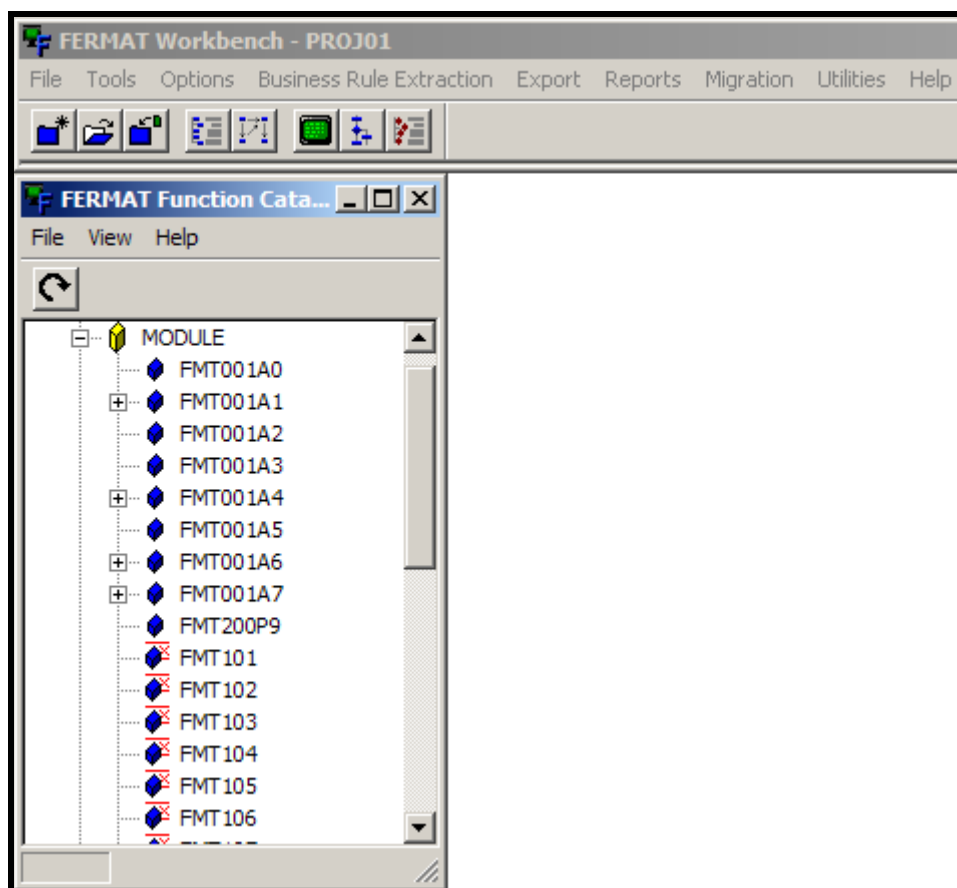 FERMAT Workbench - PROJ01
File Tools Options Business Rule Extraction Export Reports Migration Utilities Help
FERMAT Function Cata...
File View Help
MODULE
FMT001A0
FMT001A1
FMT001A2
FMT001A3
FMT001A4
FMT001A5
FMT001A6
FMT001A7
FMT200P9
FMT101
FMT102
FMT103
FMT104
FMT105
FMT106